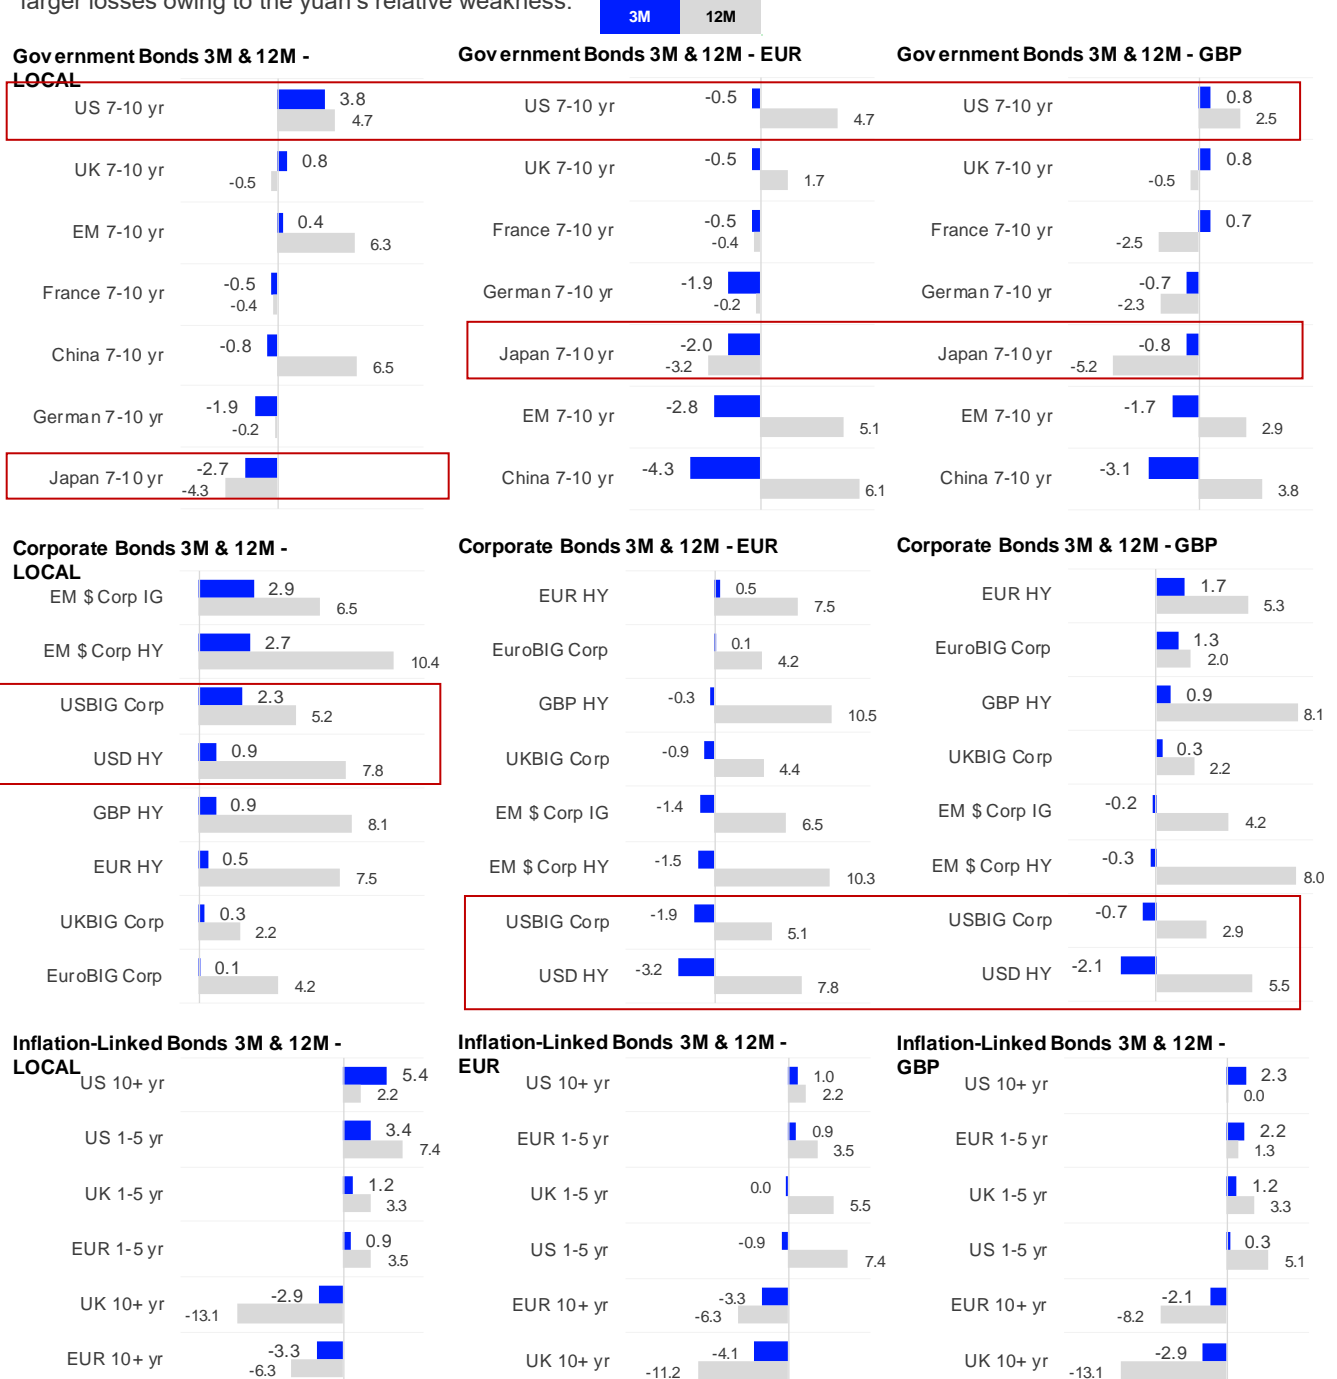 larger losses owing to the yuan's relative weakness.
3M 12M
Government Bonds 3M & 12M - LOCAL
US 7-10 yr 3.8 4.7
UK 7-10 yr 0.8 -0.5
EM 7-10 yr 0.4 6.3
France 7-10 yr -0.5 -0.4
China 7-10 yr -0.8 6.5
German 7-10 yr -1.9 -0.2
Japan 7-10 yr -2.7 -4.3
Government Bonds 3M & 12M - EUR
US 7-10 yr -0.5 4.7
UK 7-10 yr -0.5 1.7
France 7-10 yr -0.5 -0.4
German 7-10 yr -1.9 -0.2
Japan 7-10 yr -2.0 -3.2
EM 7-10 yr -2.8 5.1
China 7-10 yr -4.3 6.1
Government Bonds 3M & 12M - GBP
US 7-10 yr 0.8 2.5
UK 7-10 yr 0.8 -0.5
France 7-10 yr 0.7 -2.5
German 7-10 yr -0.7 -2.3
Japan 7-10 yr -0.8 -5.2
EM 7-10 yr -1.7 2.9
China 7-10 yr -3.1 3.8
Corporate Bonds 3M & 12M - LOCAL
EM $ Corp IG 2.9 6.5
EM $ Corp HY 2.7 10.4
USBIG Corp 2.3 5.2
USD HY 0.9 7.8
GBP HY 0.9 8.1
EUR HY 0.5 7.5
UKBIG Corp 0.3 2.2
EuroBIG Corp 0.1 4.2
Corporate Bonds 3M & 12M - EUR
EUR HY 0.5 7.5
EuroBIG Corp 0.1 4.2
GBP HY -0.3 10.5
UKBIG Corp -0.9 4.4
EM $ Corp IG -1.4 6.5
EM $ Corp HY -1.5 10.3
USBIG Corp -1.9 5.1
USD HY -3.2 7.8
Corporate Bonds 3M & 12M - GBP
EUR HY 1.7 5.3
EuroBIG Corp 1.3 2.0
GBP HY 0.9 8.1
UKBIG Corp 0.3 2.2
EM $ Corp IG -0.2 4.2
EM $ Corp HY -0.3 8.0
USBIG Corp -0.7 2.9
USD HY -2.1 5.5
Inflation-Linked Bonds 3M & 12M - LOCAL
US 10+ yr 5.4 2.2
US 1-5 yr 3.4 7.4
UK 1-5 yr 1.2 3.3
EUR 1-5 yr 0.9 3.5
UK 10+ yr -2.9 -13.1
EUR 10+ yr -3.3 -6.3
Inflation-Linked Bonds 3M & 12M - EUR
US 10+ yr 1.0 2.2
EUR 1-5 yr 0.9 3.5
UK 1-5 yr 0.0 5.5
US 1-5 yr -0.9 7.4
EUR 10+ yr -3.3 -6.3
UK 10+ yr -4.1 -11.2
Inflation-Linked Bonds 3M & 12M - GBP
US 10+ yr 2.3 0.0
EUR 1-5 yr 2.2 1.3
UK 1-5 yr 1.2 3.3
US 1-5 yr 0.3 5.1
EUR 10+ yr -2.1 -8.2
UK 10+ yr -2.9 -13.1